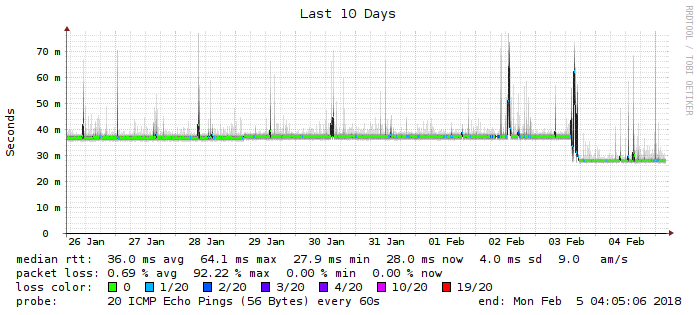 Last 10 Days
RRDTOOL / TOBI OETIKER
Seconds
70 m
60 m
50 m
40 m
30 m
20 m
10 m
0
26 Jan 27 Jan 28 Jan 29 Jan 30 Jan 31 Jan 01 Feb 02 Feb 03 Feb 04 Feb
median rtt: 36.0 ms avg 64.1 ms max 27.9 ms min 28.0 ms now 4.0 ms sd 9.0 am/s
packet loss: 0.69 % avg 92.22 % max 0.00 % min 0.00 % now
loss color: 0 1/20 2/20 3/20 4/20 10/20 19/20
probe: 20 ICMP Echo Pings (56 Bytes) every 60s end: Mon Feb 5 04:05:06 2018